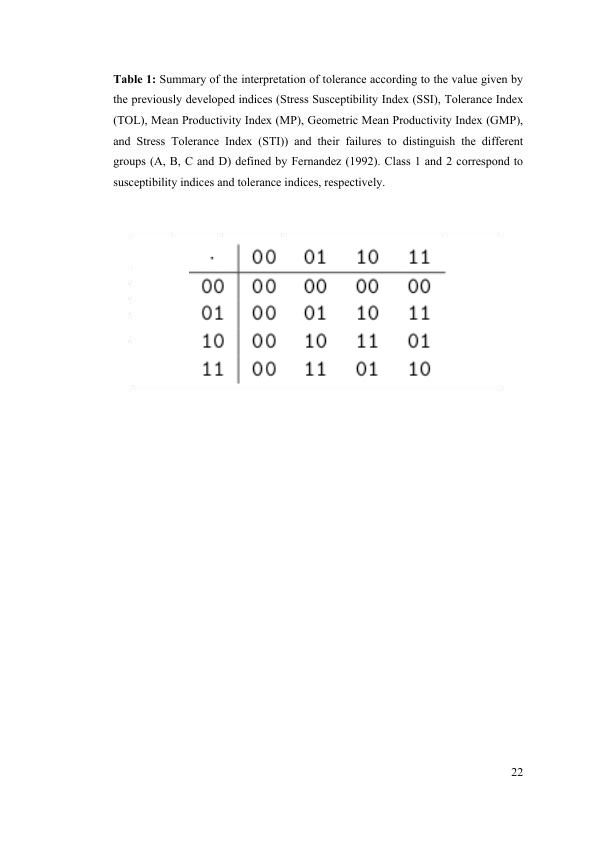 Table 1: Summary of the interpretation of tolerance according to the value given by
the previously developed indices (Stress Susceptibility Index (SSI), Tolerance Index
(TOL), Mean Productivity Index (MP), Geometric Mean Productivity Index (GMP),
and Stress Tolerance Index (STI)) and their failures to distinguish the different
groups (A, B, C and D) defined by Fernandez (1992). Class 1 and 2 correspond to
susceptibility indices and tolerance indices, respectively.
· 00 01 10 11
00 00 00 00 00
01 00 01 10 11
10 00 10 11 01
11 00 11 01 10
22